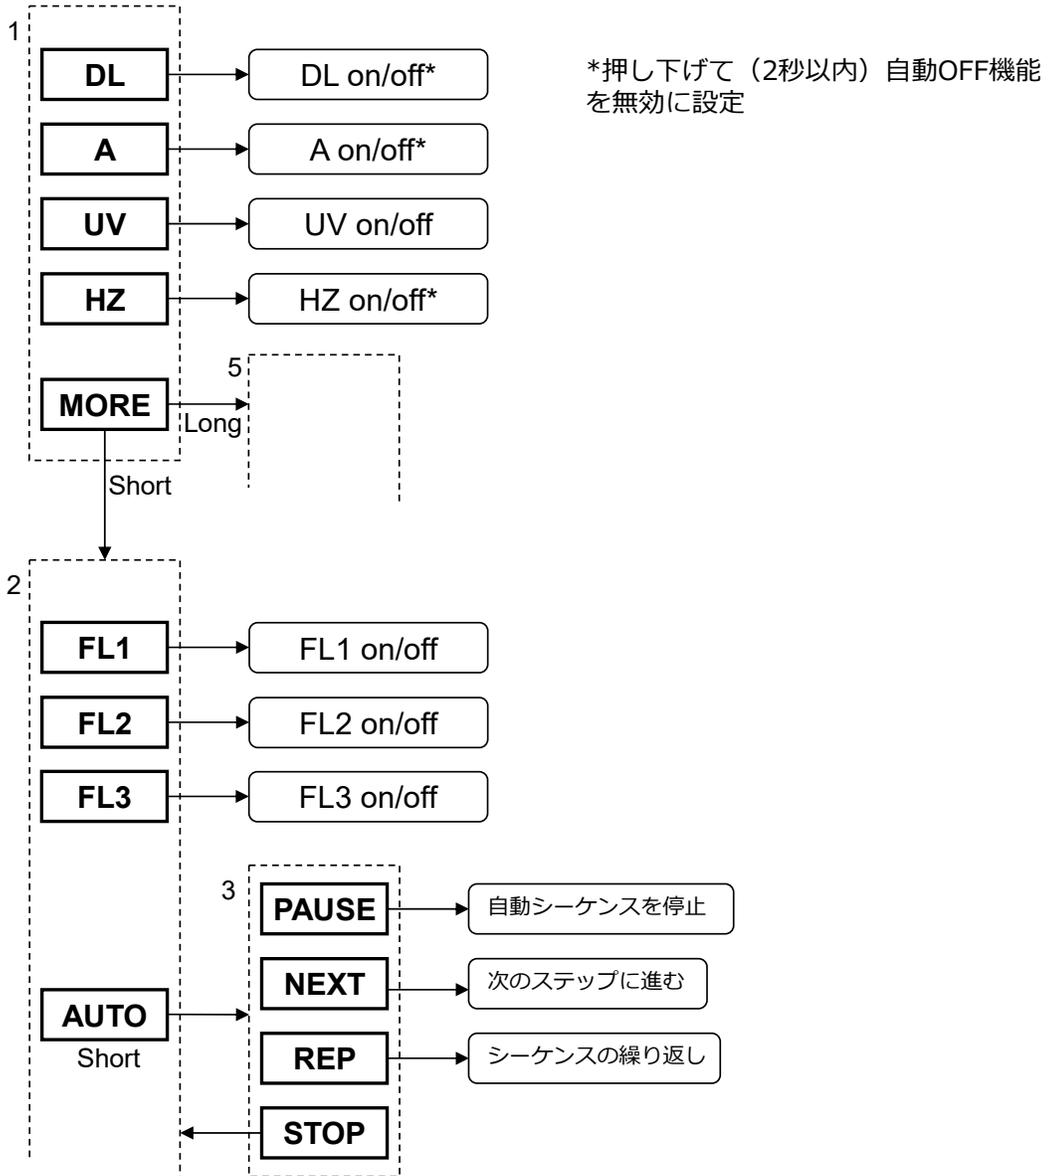 1
DL
DL on/off*
*押し下げて（2秒以内）自動OFF機能
を無効に設定
A
A on/off*
UV
UV on/off
HZ
HZ on/off*
5
MORE
Long
Short
2
FL1
FL1 on/off
FL2
FL2 on/off
FL3
FL3 on/off
3
PAUSE
自動シーケンスを停止
NEXT
次のステップに進む
AUTO
Short
REP
シーケンスの繰り返し
STOP